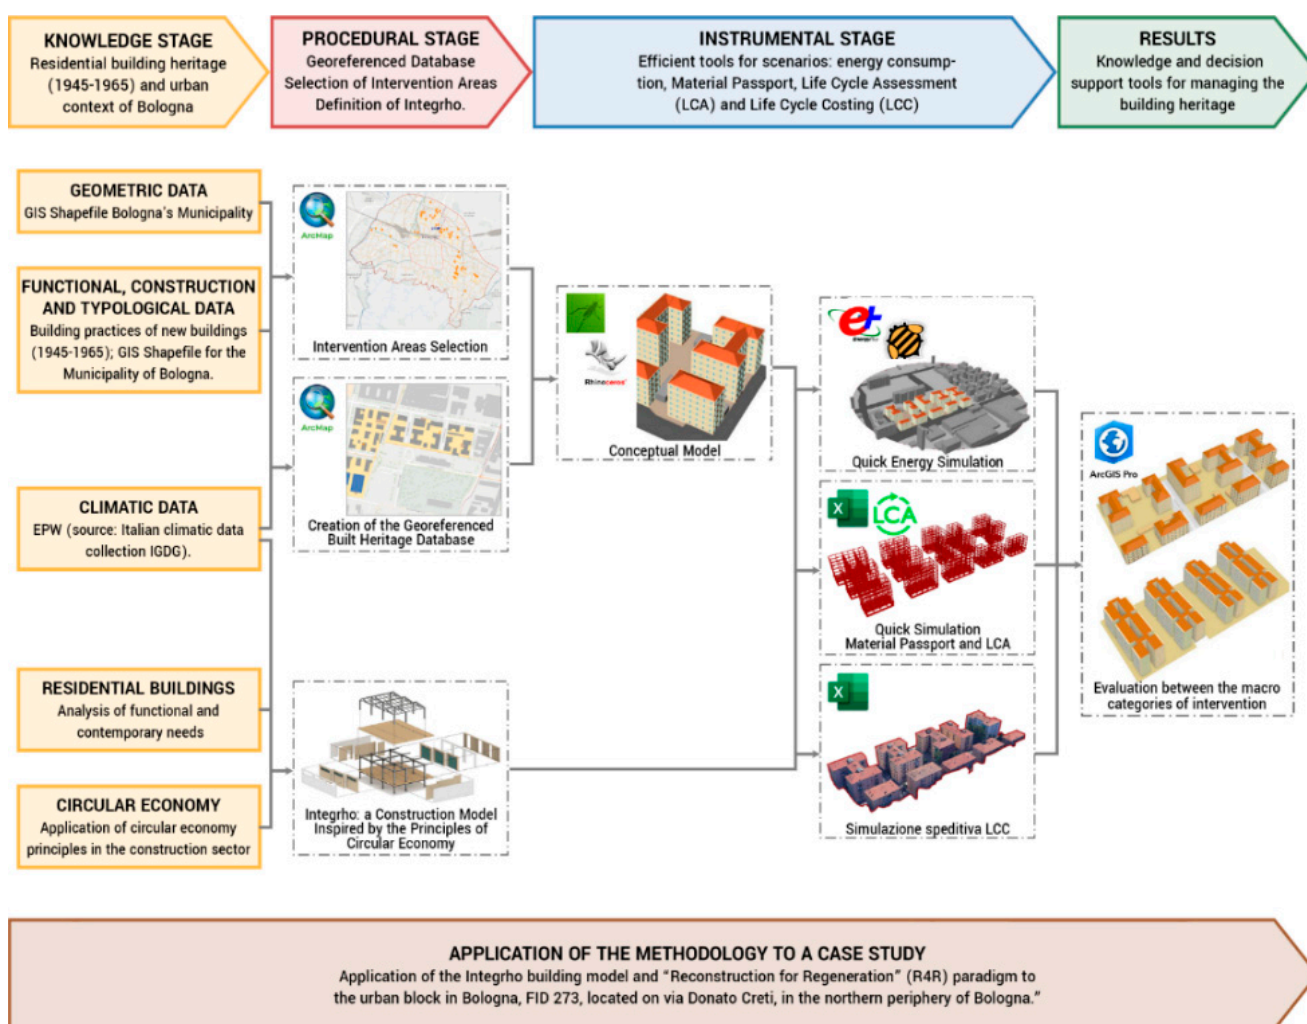 KNOWLEDGE STAGE
Residential building heritage
(1945-1965) and urban
context of Bologna
PROCEDURAL STAGE
Georeferenced Database
Selection of Intervention Areas
Definition of Integrho.
INSTRUMENTAL STAGE
Efficient tools for scenarios: energy consump-
tion, Material Passport, Life Cycle Assessment
(LCA) and Life Cycle Costing (LCC)
RESULTS
Knowledge and decision
support tools for managing the
building heritage
GEOMETRIC DATA
GIS Shapefile Bologna's Municipality
FUNCTIONAL, CONSTRUCTION
AND TYPOLOGICAL DATA
Building practices of new buildings
(1945-1965); GIS Shapefile for the
Municipality of Bologna.
CLIMATIC DATA
EPW (source: Italian climatic data
collection IGDG).
RESIDENTIAL BUILDINGS
Analysis of functional and
contemporary needs
CIRCULAR ECONOMY
Application of circular economy
principles in the construction sector
ArcMap
Intervention Areas Selection
ArcMap
Creation of the Georeferenced
Built Heritage Database
Integrho: a Construction Model
Inspired by the Principles of
Circular Economy
Rhinoceros
Conceptual Model
e+
Quick Energy Simulation
X
LCA
Quick Simulation
Material Passport and LCA
X
Simulazione speditiva LCC
ArcGIS Pro
Evaluation between the macro
categories of intervention
APPLICATION OF THE METHODOLOGY TO A CASE STUDY
Application of the Integrho building model and “Reconstruction for Regeneration” (R4R) paradigm to
the urban block in Bologna, FID 273, located on via Donato Creti, in the northern periphery of Bologna.”